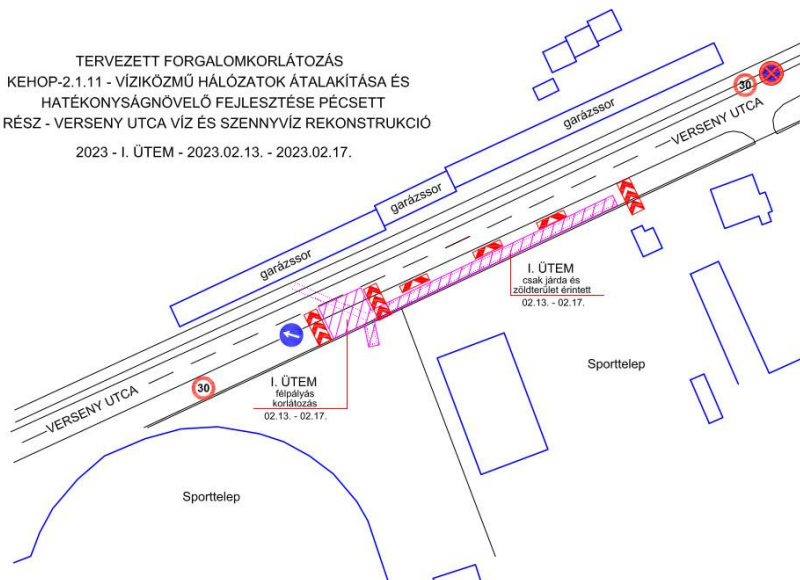 TERVEZETT FORGALOMKORLÁTOZÁS
KEHOP-2.1.11 - VÍZIKÖZMŰ HÁLÓZATOK ÁTALAKÍTÁSA ÉS
HATÉKONYSÁGNÖVELŐ FEJLESZTÉSE PÉCSETT
RÉSZ - VERSENY UTCA VÍZ ÉS SZENNYVÍZ REKONSTRUKCIÓ
2023 - I. ÜTEM - 2023.02.13. - 2023.02.17.
30
VERSENY UTCA
garázssor
garázssor
garázssor
I. ÜTEM
csak járda és
zöldterület érintett
02.13. - 02.17.
Sporttelep
I. ÜTEM
félpályás
korlátozás
02.13. - 02.17.
30
VERSENY UTCA
Sporttelep